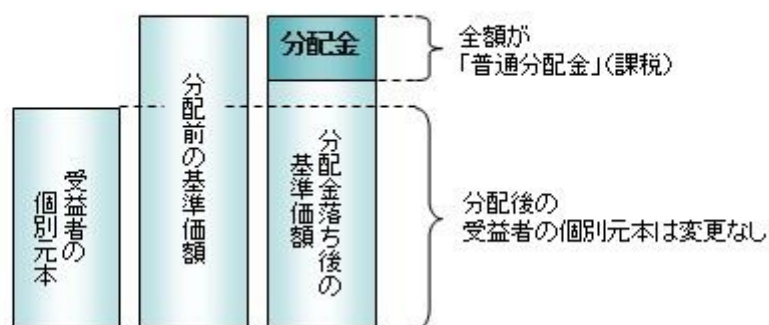 受益者の
個別元本
分配前の基準価額
分配金
分配金落ち後の
基準価額
全額が
「普通分配金」(課税)
分配後の
受益者の個別元本は変更なし